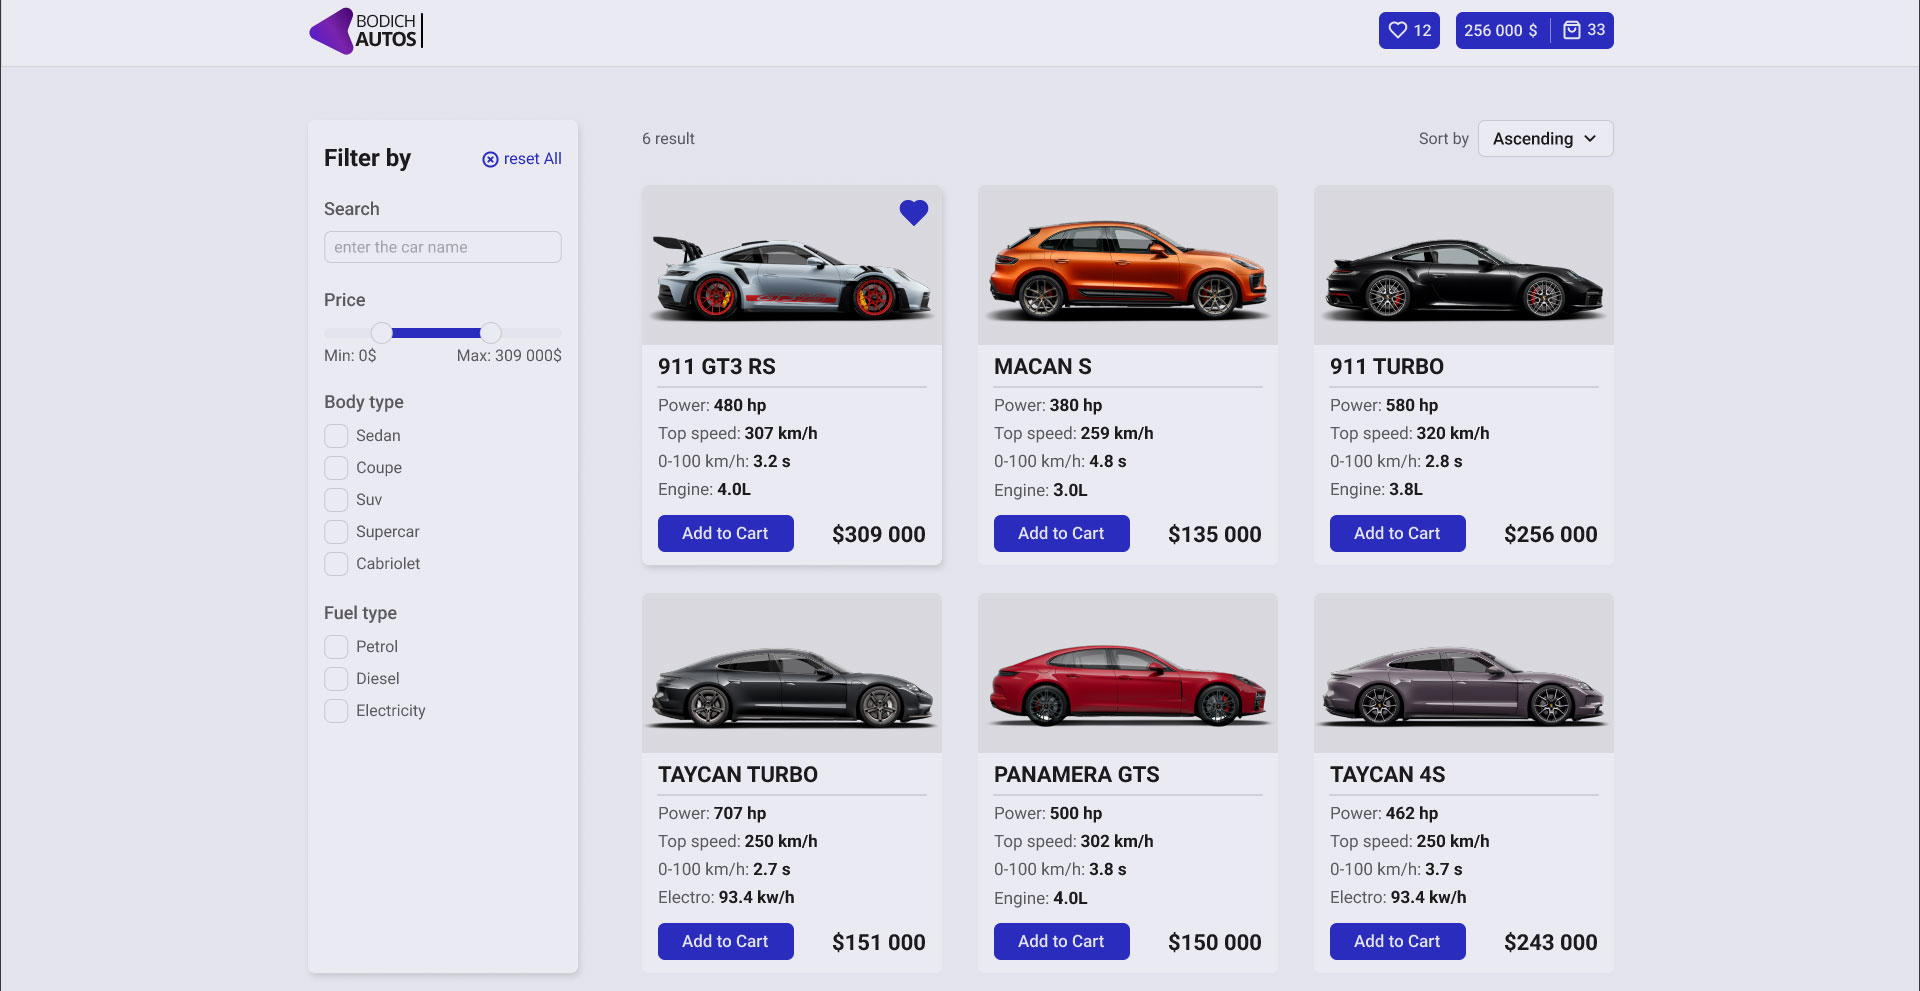 BODICH
AUTOS
12
256 000 $
33
Filter by
reset All
Search
enter the car name
Price
Min: 0$ Max: 309 000$
Body type
Sedan
Coupe
Suv
Supercar
Cabriolet
Fuel type
Petrol
Diesel
Electricity
6 result
Sort by Ascending
911 GT3 RS
Power: 480 hp
Top speed: 307 km/h
0-100 km/h: 3.2 s
Engine: 4.0L
Add to Cart $309 000
MACAN S
Power: 380 hp
Top speed: 259 km/h
0-100 km/h: 4.8 s
Engine: 3.0L
Add to Cart $135 000
911 TURBO
Power: 580 hp
Top speed: 320 km/h
0-100 km/h: 2.8 s
Engine: 3.8L
Add to Cart $256 000
TAYCAN TURBO
Power: 707 hp
Top speed: 250 km/h
0-100 km/h: 2.7 s
Electro: 93.4 kw/h
Add to Cart $151 000
PANAMERA GTS
Power: 500 hp
Top speed: 302 km/h
0-100 km/h: 3.8 s
Engine: 4.0L
Add to Cart $150 000
TAYCAN 4S
Power: 462 hp
Top speed: 250 km/h
0-100 km/h: 3.7 s
Electro: 93.4 kw/h
Add to Cart $243 000